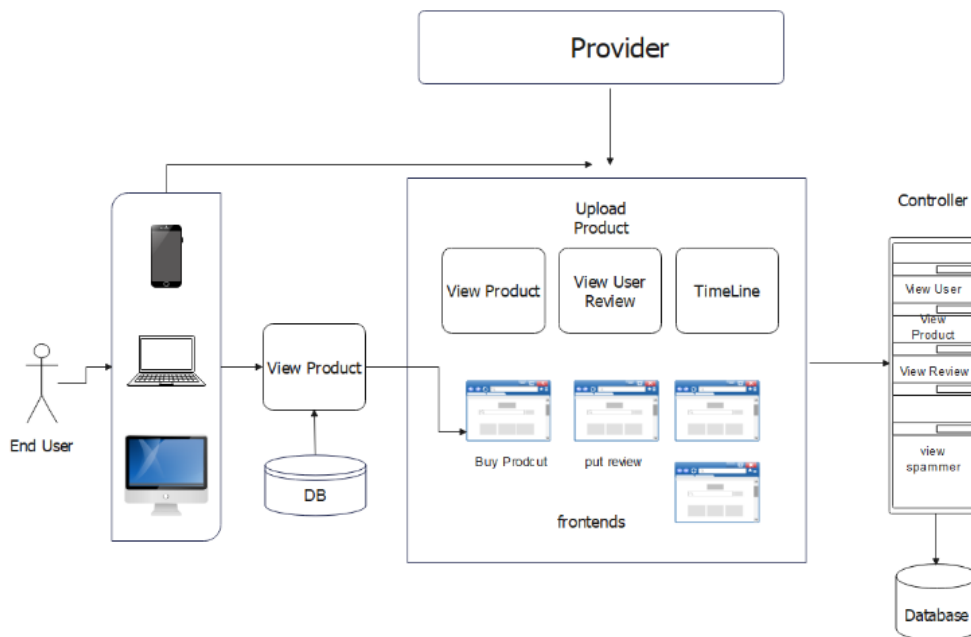 Provider
Upload
Product
Controller
View Product
View User
Review
TimeLine
View User
View
Product
View Product
View Review
End User
Buy Prodcut
put review
view
spammer
DB
frontends
Database